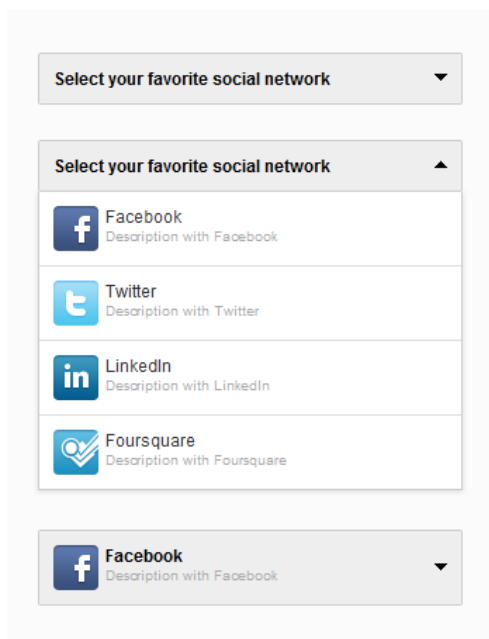 Select your favorite social network
Select your favorite social network
Facebook
Description with Facebook
Twitter
Description with Twitter
LinkedIn
Description with LinkedIn
Foursquare
Description with Foursquare
Facebook
Description with Facebook